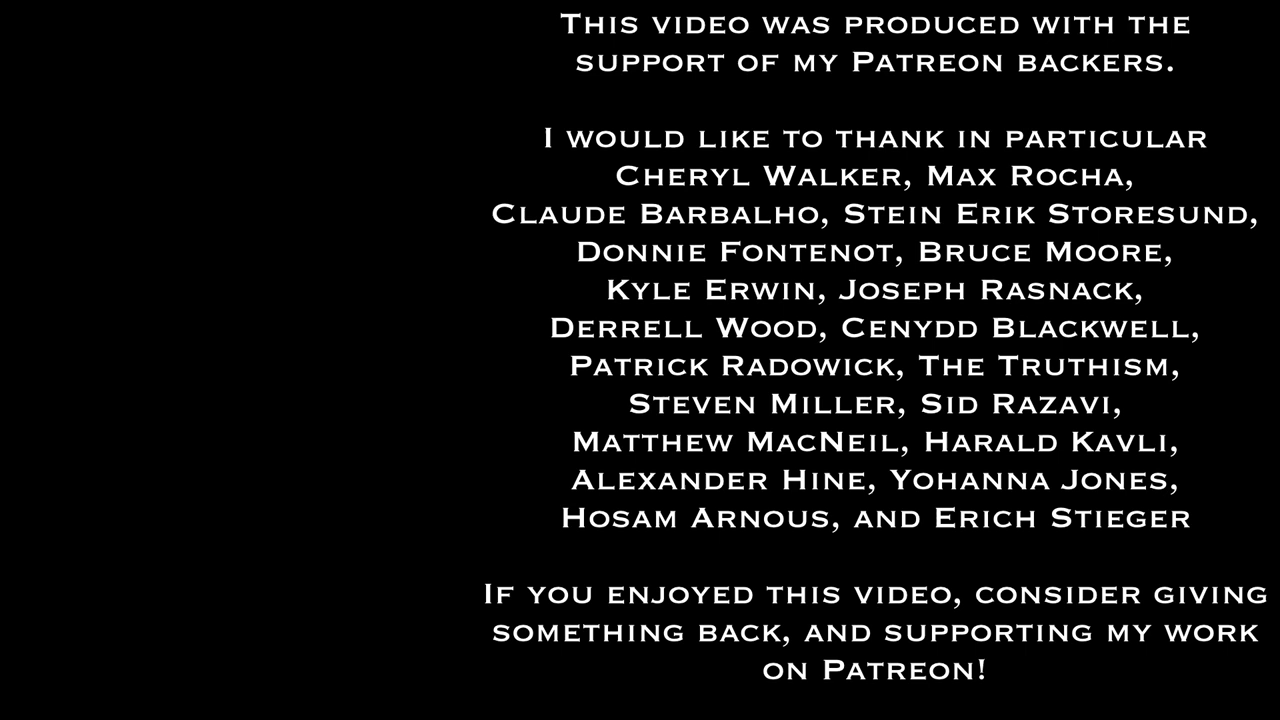 This video was produced with the
support of my Patreon backers.
I would like to thank in particular
Cheryl Walker, Max Rocha,
Claude Barbalho, Stein Erik Storesund,
Donnie Fontenot, Bruce Moore,
Kyle Erwin, Joseph Rasnack,
Derrell Wood, Cenydd Blackwell,
Patrick Radowick, The Truthism,
Steven Miller, Sid Razavi,
Matthew MacNeil, Harald Kavli,
Alexander Hine, Yohanna Jones,
Hosam Arnous, and Erich Stieger
If you enjoyed this video, consider giving
something back, and supporting my work
on Patreon!